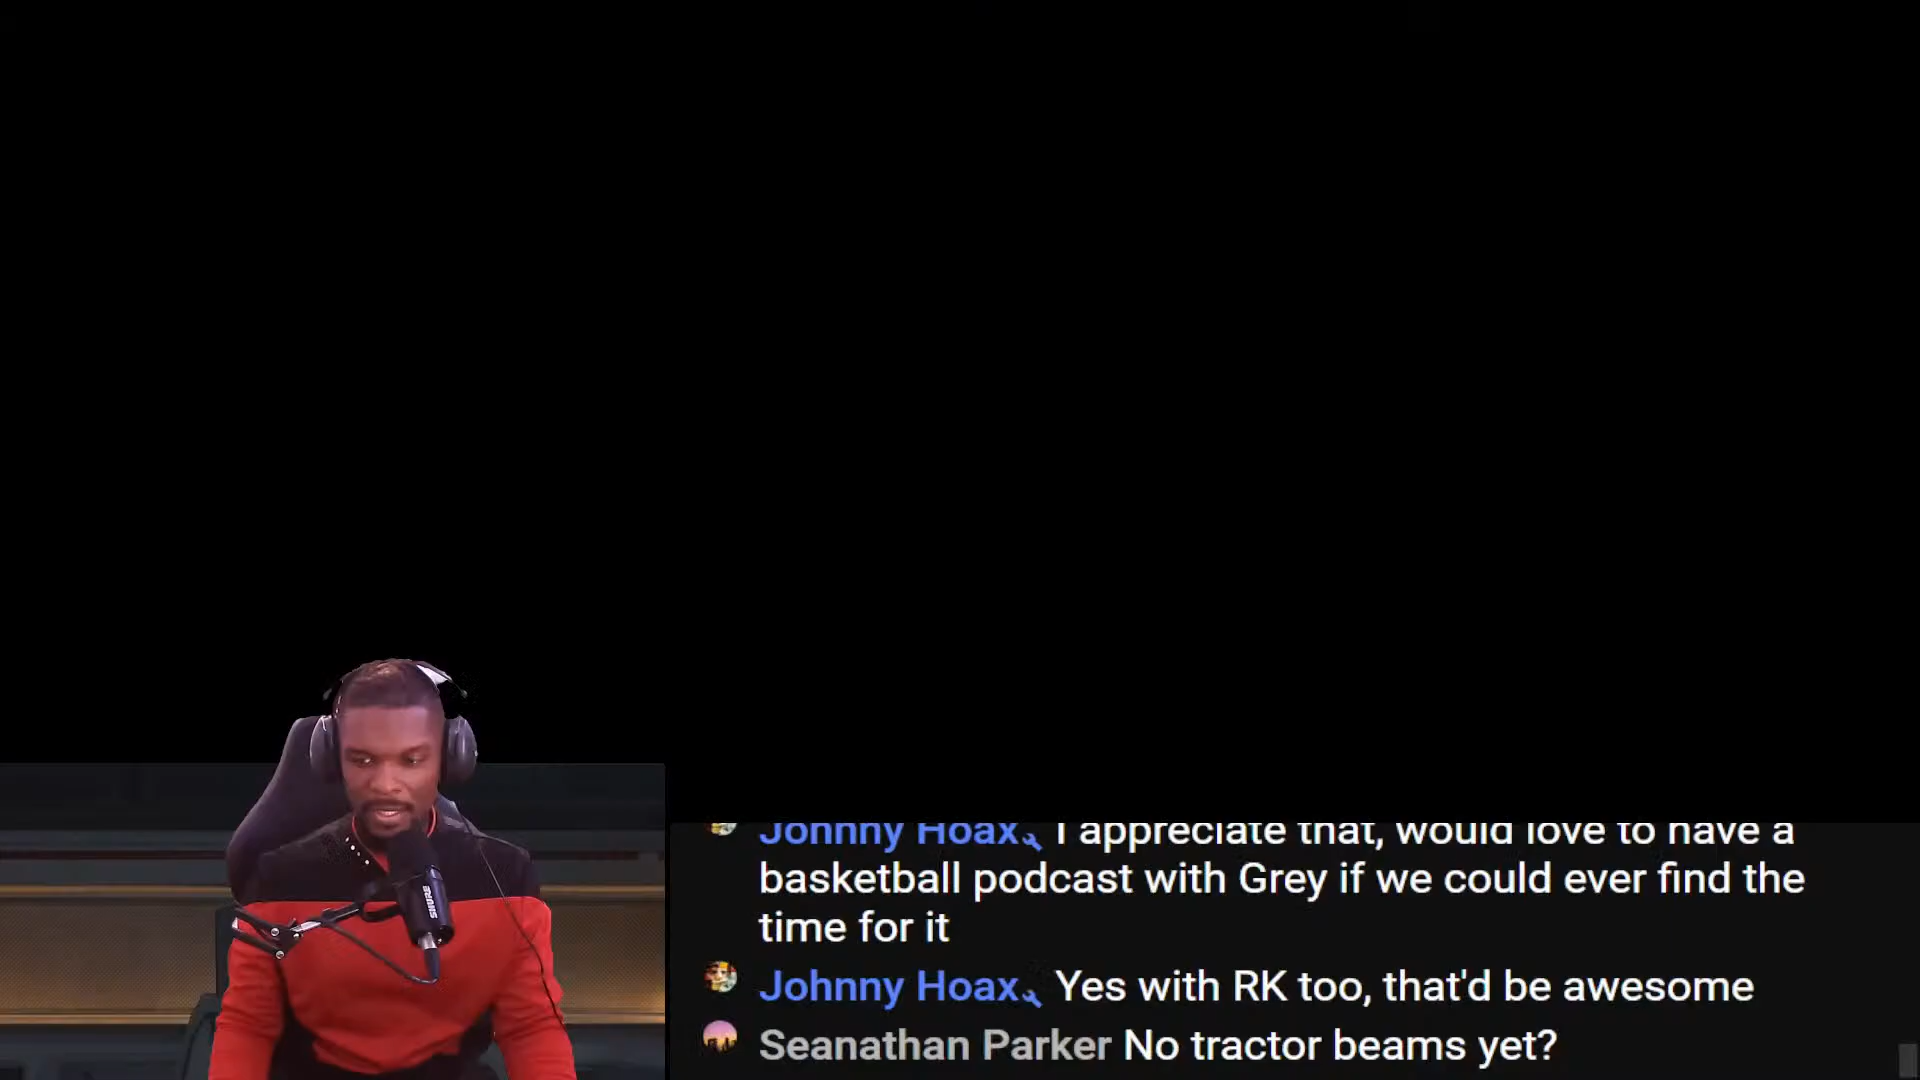 Johnny Hoax I appreciate that, would love to have a
basketball podcast with Grey if we could ever find the
time for it
Johnny Hoax Yes with RK too, that'd be awesome
Seanathan Parker No tractor beams yet?
SHURE